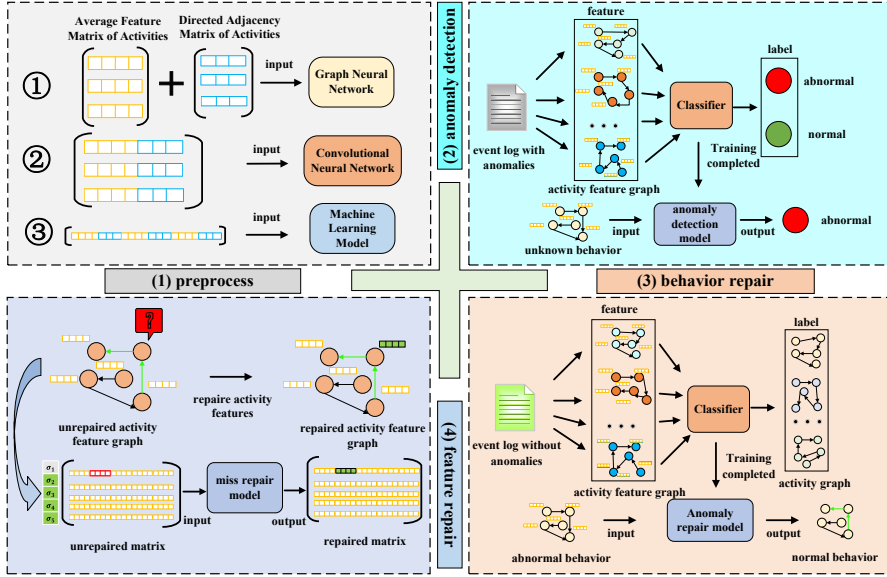 Average Feature
Matrix of Activities
Directed Adjacency
Matrix of Activities
①
input
Graph Neural
Network
②
input
Convolutional
Neural Network
③
input
Machine
Learning
Model
(1) preprocess
(2) anomaly detection
feature
event log with
anomalies
activity feature graph
Classifier
label
abnormal
normal
Training
completed
unknown behavior
input
anomaly
detection
model
output
abnormal
(3) behavior repair
feature
event log without
anomalies
activity feature graph
Classifier
label
activity graph
Training
completed
abnormal behavior
input
Anomaly
repair model
output
normal behavior
(4) feature repair
?
unrepaired activity
feature graph
repaire activity
features
repaired activity feature
graph
σ1
σ2
σ3
σ4
σ5
unrepaired matrix
input
miss repair
model
output
repaired matrix